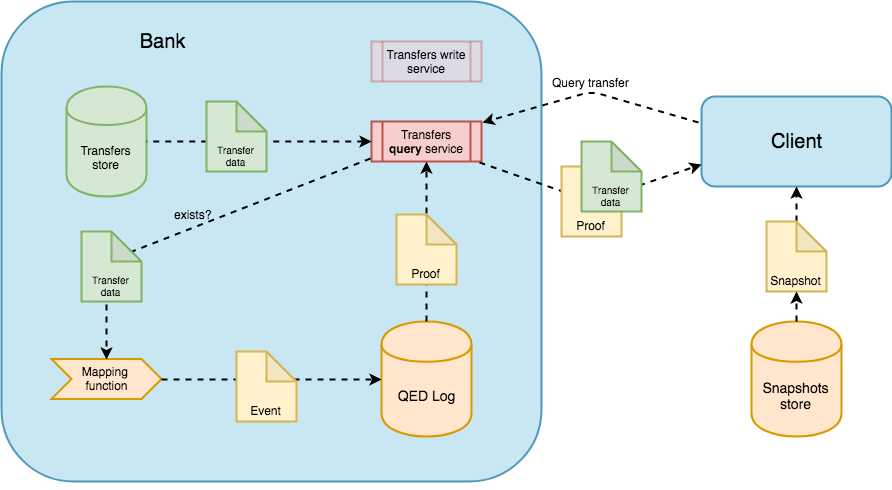 Bank
Transfers write
service
Query transfer
Transfers
store
Transfer
data
Transfers
query service
Client
Transfer
data
Proof
exists?
Transfer
data
Proof
Snapshot
Mapping
function
Event
QED Log
Snapshots
store